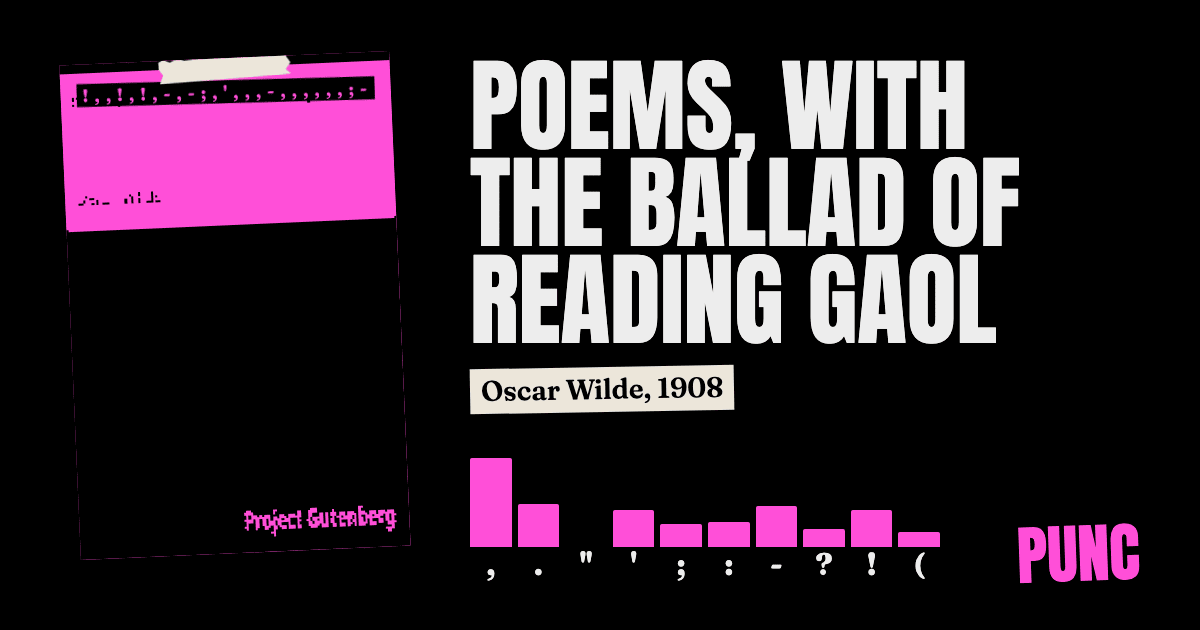 !,,!,!,-,-;,',,,-,,,,,,;-
Project Gutenberg
POEMS, WITH
THE BALLAD OF
READING GAOL
Oscar Wilde, 1908
, . " ' ; : - ? ! (
PUNC